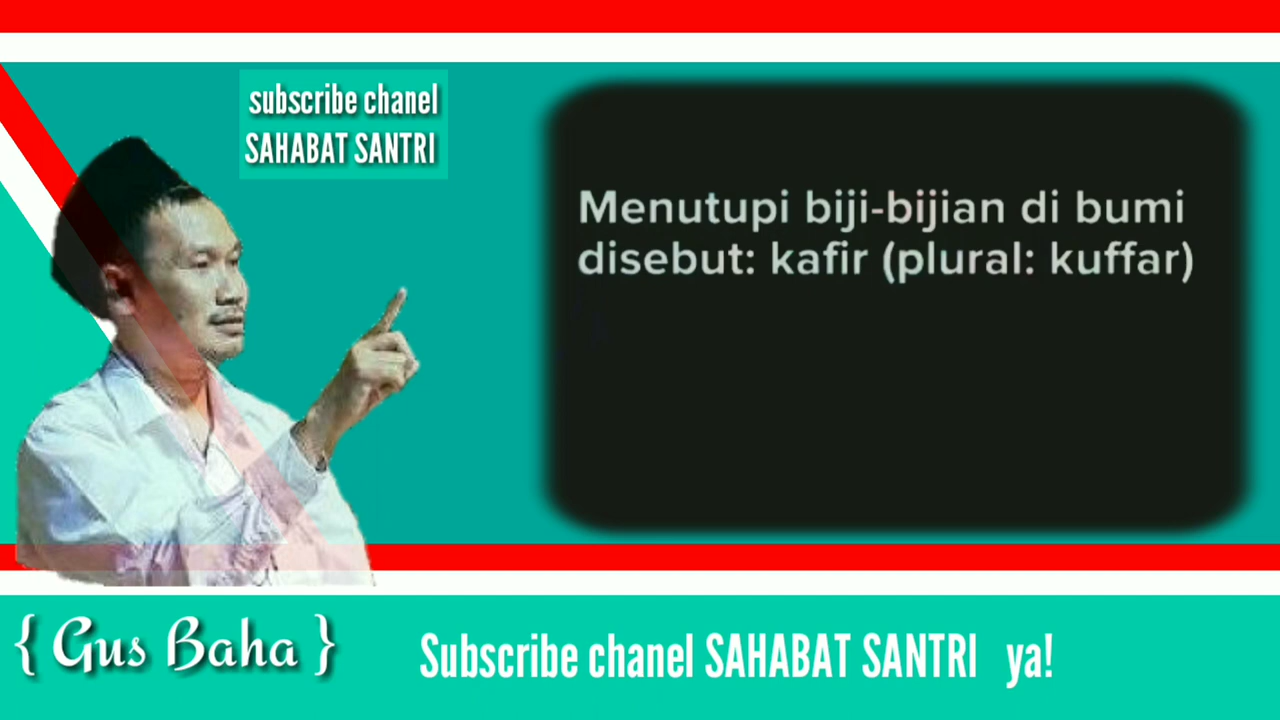 subscribe chanel
SAHABAT SANTRI
Menutupi biji-bijian di bumi
disebut: kafir (plural: kuffar)
{ Gus Baha }
Subscribe chanel SAHABAT SANTRI ya!